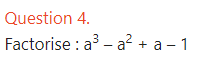 Question 4.
Factorise : a³ – a² + a – 1